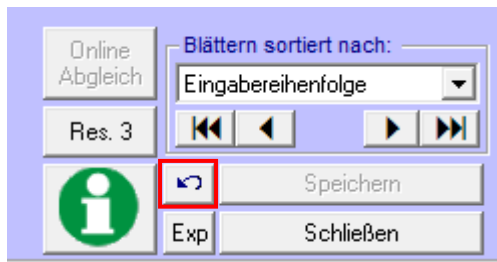 Online
Abgleich
Blättern sortiert nach:
Eingabereihenfolge
Res. 3
Speichern
Exp
Schließen